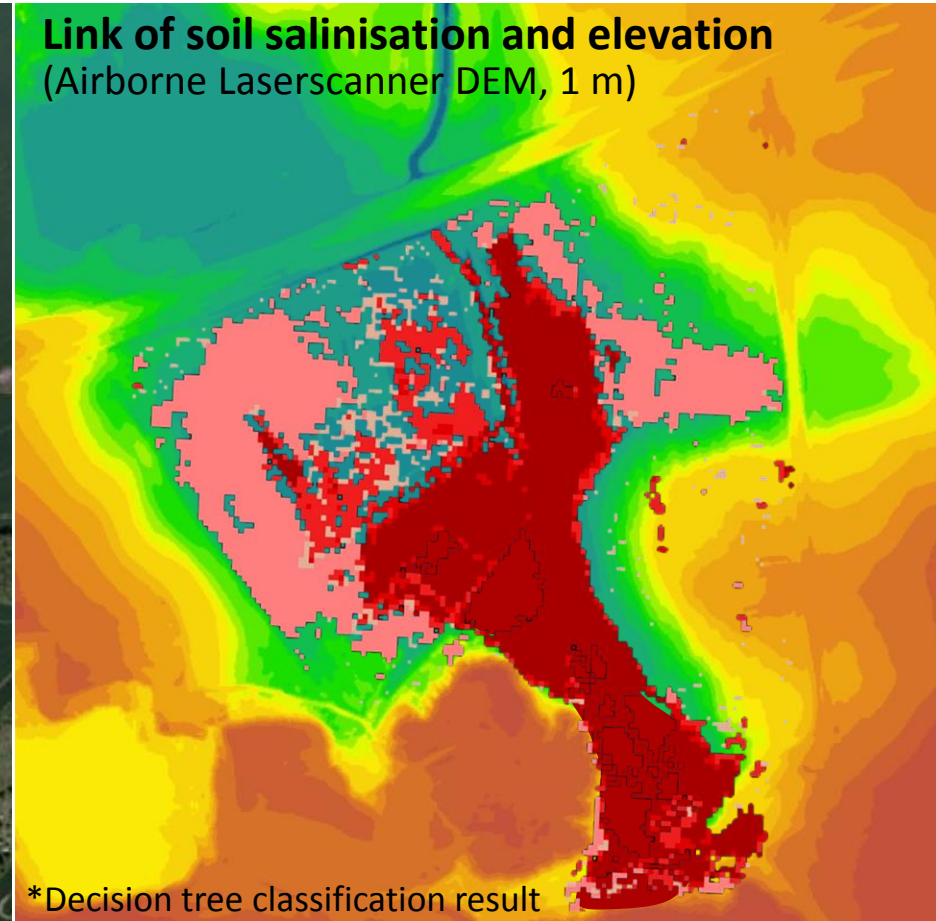 Link of soil salinisation and elevation
(Airborne Laserscanner DEM, 1 m)
*Decision tree classification result